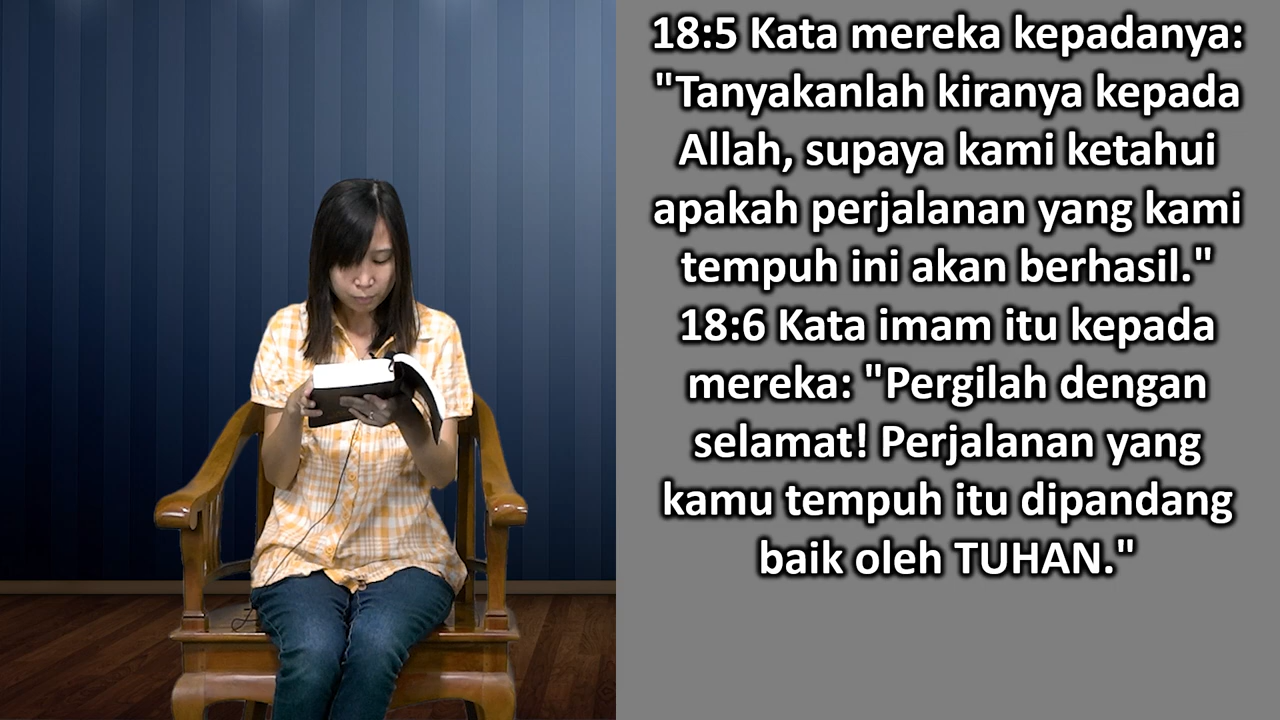 18:5 Kata mereka kepadanya:
"Tanyakanlah kiranya kepada
Allah, supaya kami ketahui
apakah perjalanan yang kami
tempuh ini akan berhasil."
18:6 Kata imam itu kepada
mereka: "Pergilah dengan
selamat! Perjalanan yang
kamu tempuh itu dipandang
baik oleh TUHAN."